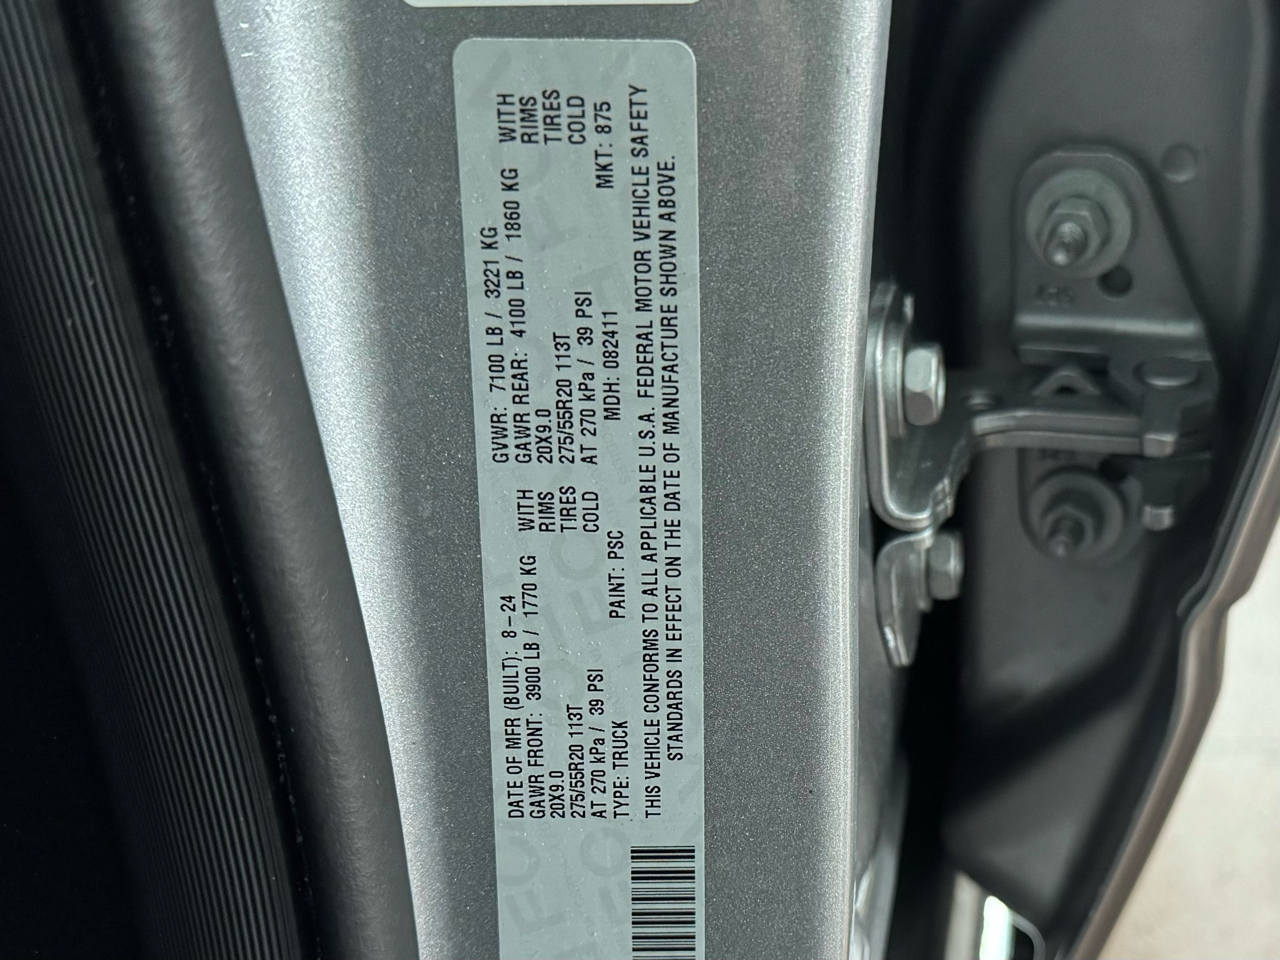 DATE OF MFR (BUILT): 8-24 GVWR: 7100 LB / 3221 KG
GAWR FRONT: 3900 LB / 1770 KG WITH GAWR REAR: 4100 LB / 1860 KG WITH
20X9.0 RIMS 20X9.0 RIMS
275/55R20 113T TIRES 275/55R20 113T TIRES
AT 270 kPa / 39 PSI COLD AT 270 kPa / 39 PSI COLD
TYPE: TRUCK PAINT: PSC MDH: 082411 MKT: 875
THIS VEHICLE CONFORMS TO ALL APPLICABLE U.S.A. FEDERAL MOTOR VEHICLE SAFETY
STANDARDS IN EFFECT ON THE DATE OF MANUFACTURE SHOWN ABOVE.